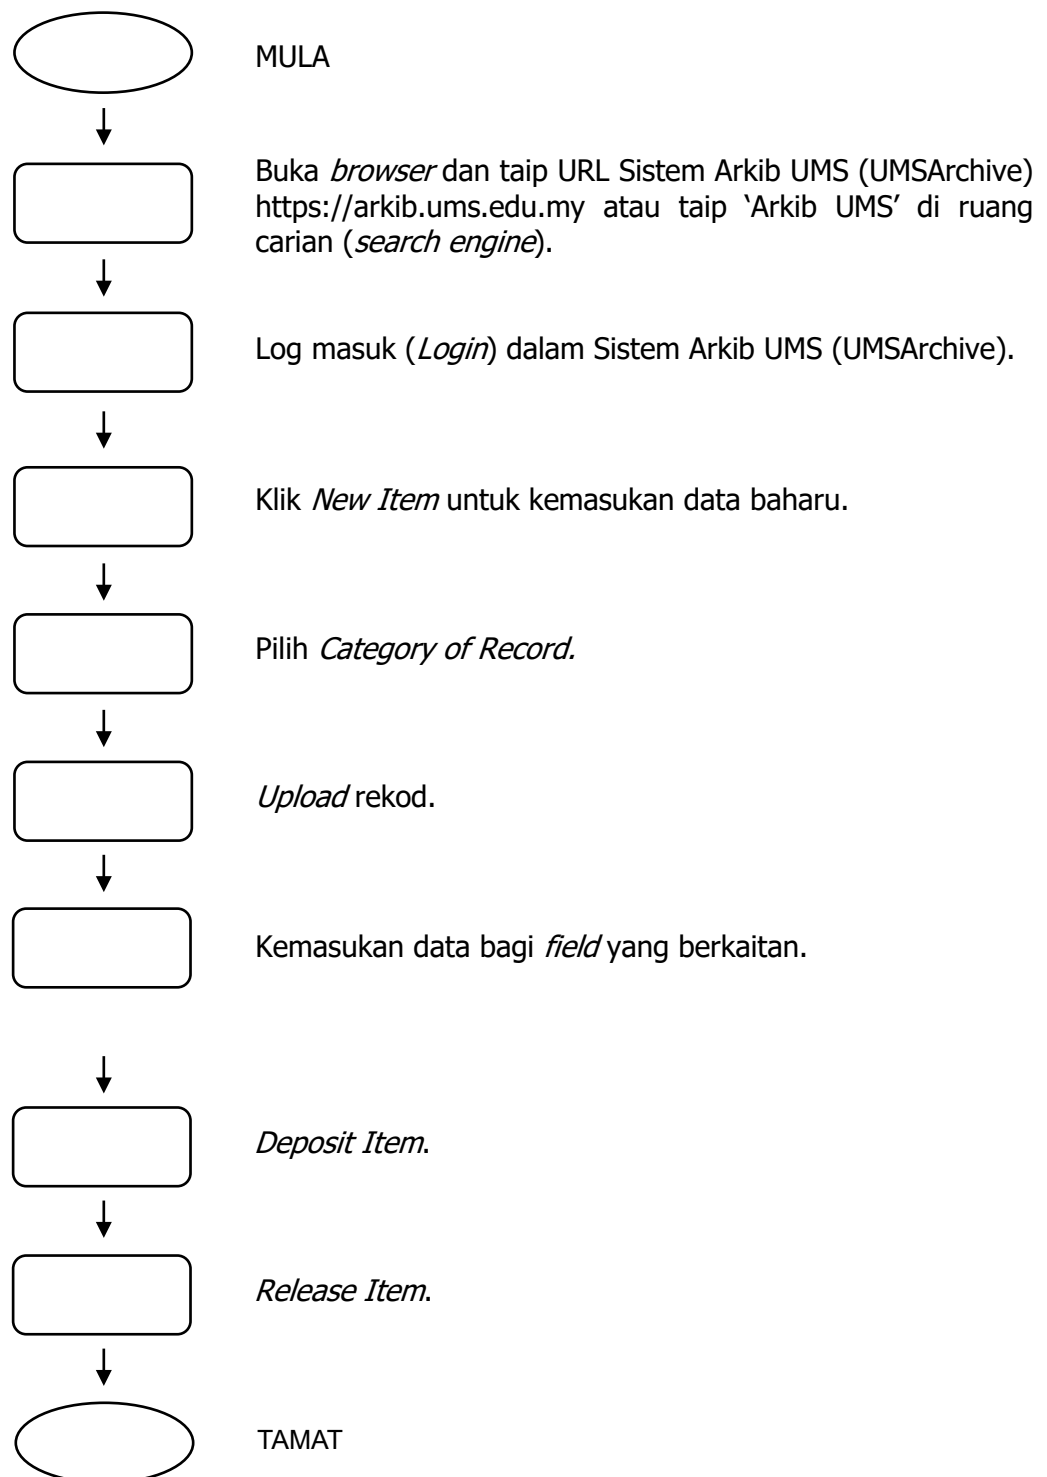 MULA
Buka browser dan taip URL Sistem Arkib UMS (UMSArchive)
https://arkib.ums.edu.my atau taip ‘Arkib UMS’ di ruang
carian (search engine).
Log masuk (Login) dalam Sistem Arkib UMS (UMSArchive).
Klik New Item untuk kemasukan data baharu.
Pilih Category of Record.
Upload rekod.
Kemasukan data bagi field yang berkaitan.
Deposit Item.
Release Item.
TAMAT